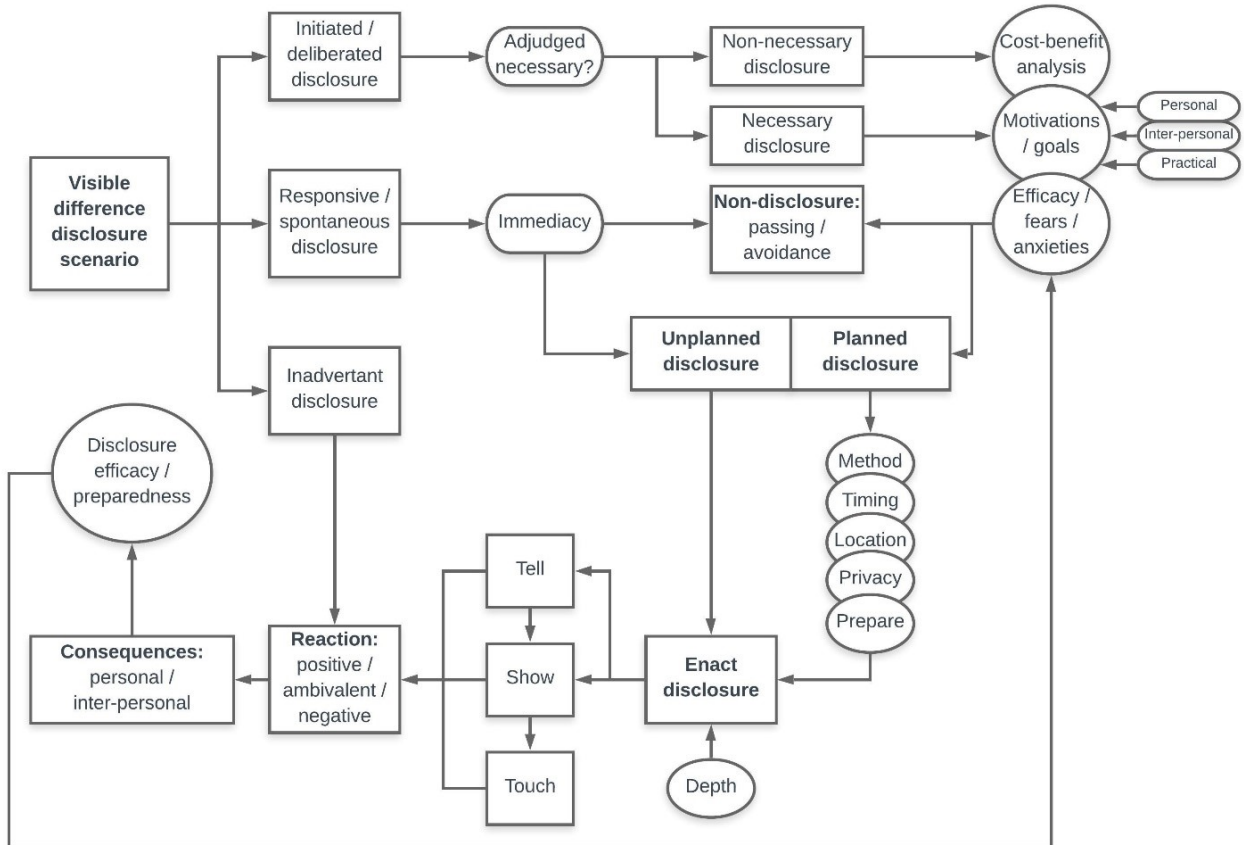 Initiated /
deliberated
disclosure
Adjudged
necessary?
Non-necessary
disclosure
Cost-benefit
analysis
Necessary
disclosure
Motivations
/ goals
Personal
Inter-personal
Practical
Visible
difference
disclosure
scenario
Responsive /
spontaneous
disclosure
Immediacy
Non-disclosure:
passing /
avoidance
Efficacy /
fears /
anxieties
Unplanned
disclosure
Planned
disclosure
Inadvertant
disclosure
Disclosure
efficacy /
preparedness
Method
Timing
Location
Privacy
Prepare
Tell
Show
Touch
Enact
disclosure
Depth
Reaction:
positive /
ambivalent /
negative
Consequences:
personal /
inter-personal